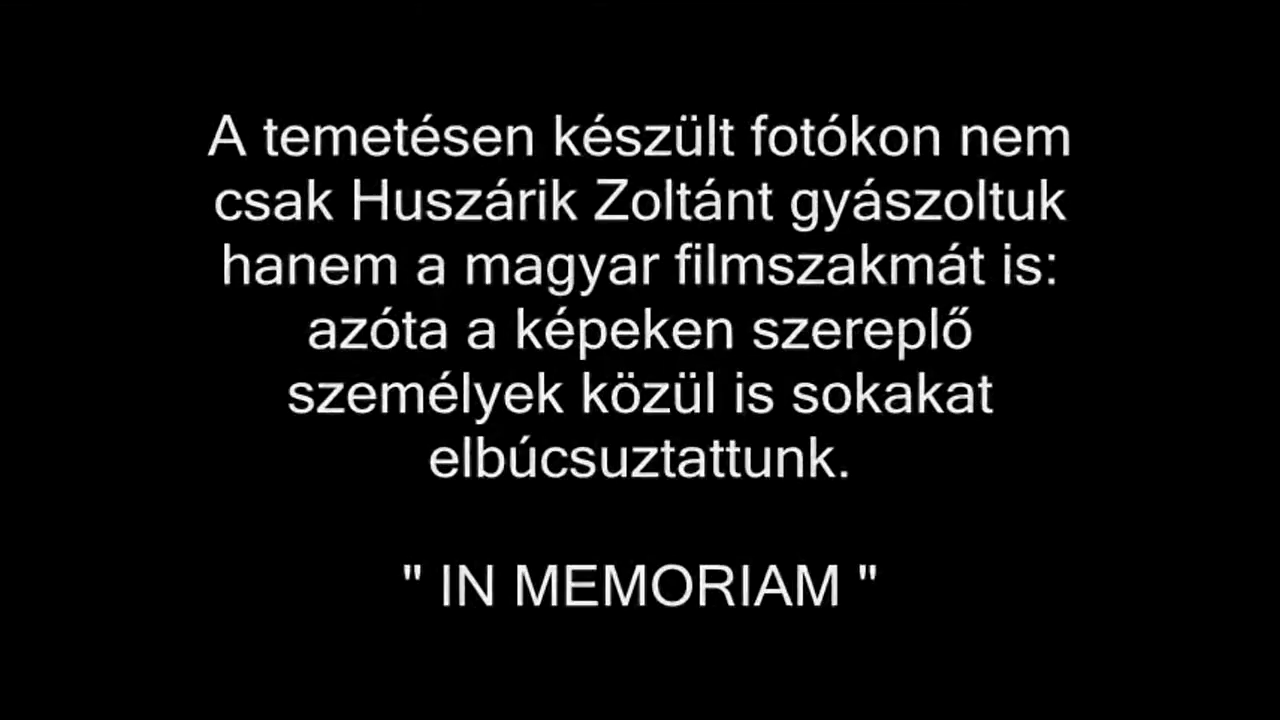 A temetésen készült fotókon nem
csak Huszárik Zoltánt gyászoltuk
hanem a magyar filmszakmát is:
azóta a képeken szereplő
személyek közül is sokakat
elbúcsuztattunk.
" IN MEMORIAM "